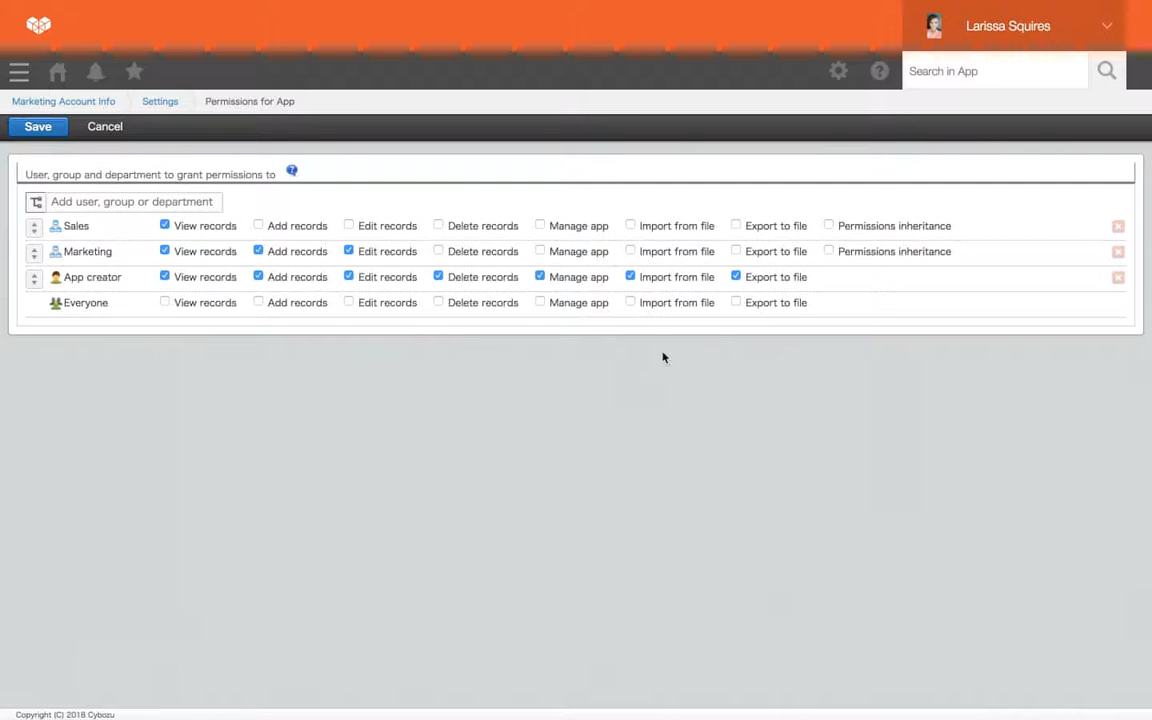 Larissa Squires
Search in App
Marketing Account Info Settings Permissions for App
Save Cancel
User, group and department to grant permissions to ?
Add user, group or department
Sales View records Add records Edit records Delete records Manage app Import from file Export to file Permissions inheritance
Marketing View records Add records Edit records Delete records Manage app Import from file Export to file Permissions inheritance
App creator View records Add records Edit records Delete records Manage app Import from file Export to file
Everyone View records Add records Edit records Delete records Manage app Import from file Export to file
Copyright (C) 2018 Cybozu